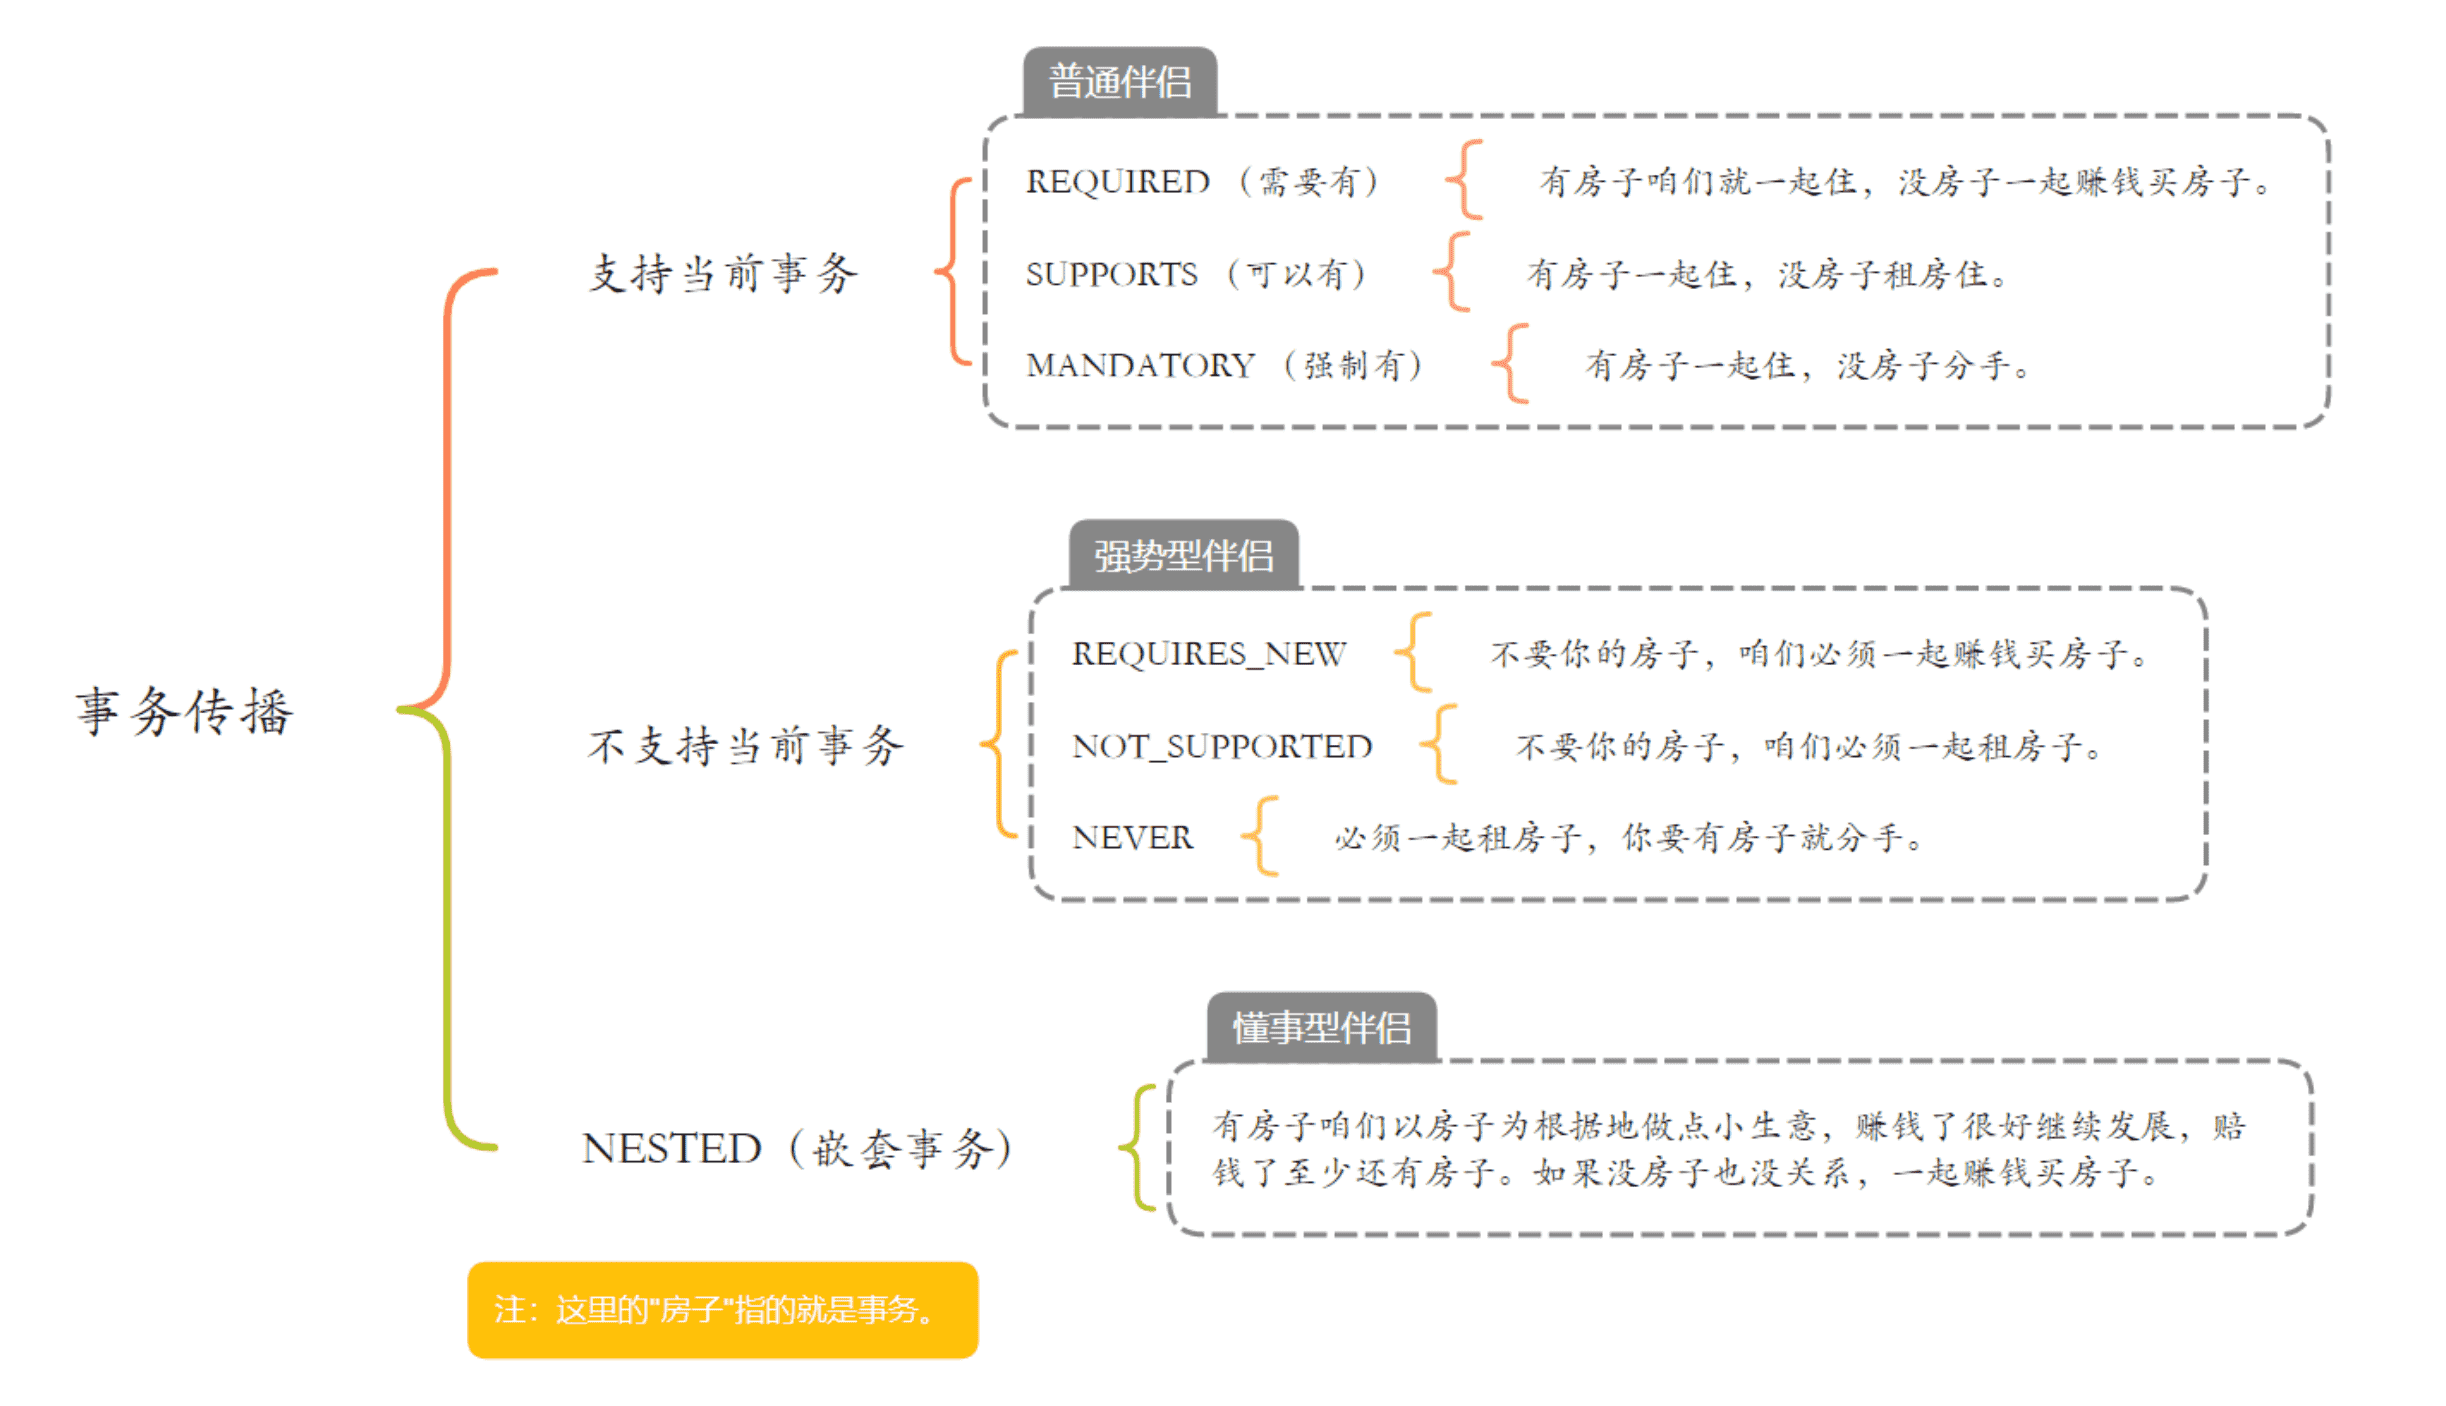 普通伴侣
REQUIRED（需要有）
有房子咱们就一起住，没房子一起赚钱买房子。
支持当前事务
SUPPORTS（可以有）
有房子一起住，没房子租房住。
MANDATORY（强制有）
有房子一起住，没房子分手。
强势型伴侣
REQUIRES_NEW
不要你的房子，咱们必须一起赚钱买房子。
事务传播
不支持当前事务
NOT_SUPPORTED
不要你的房子，咱们必须一起租房子。
NEVER
必须一起租房子，你要有房子就分手。
懂事型伴侣
NESTED（嵌套事务）
有房子咱们以房子为根据地做点小生意，赚钱了很好继续发展，赔
钱了至少还有房子。如果没房子也没关系，一起赚钱买房子。
注：这里的"房子"指的就是事务。